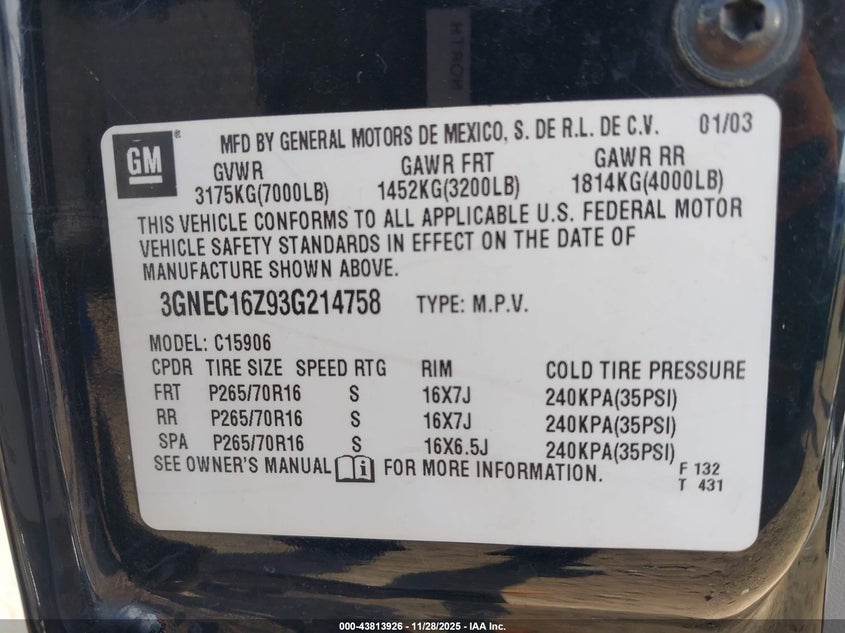 HTROH
GM ®
MFD BY GENERAL MOTORS DE MEXICO, S. DE R.L. DE C.V. 01/03
GVWR GAWR FRT GAWR RR
3175KG(7000LB) 1452KG(3200LB) 1814KG(4000LB)
THIS VEHICLE CONFORMS TO ALL APPLICABLE U.S. FEDERAL MOTOR
VEHICLE SAFETY STANDARDS IN EFFECT ON THE DATE OF
MANUFACTURE SHOWN ABOVE.
3GNEC16Z93G214758 TYPE: M.P.V.
MODEL: C15906
CPDR TIRE SIZE SPEED RTG RIM COLD TIRE PRESSURE
FRT P265/70R16 S 16X7J 240KPA(35PSI)
RR P265/70R16 S 16X7J 240KPA(35PSI)
SPA P265/70R16 S 16X6.5J 240KPA(35PSI)
SEE OWNER'S MANUAL FOR MORE INFORMATION.
F 132
T 431
000-43813926 | 11/28/2025 - IAA Inc.